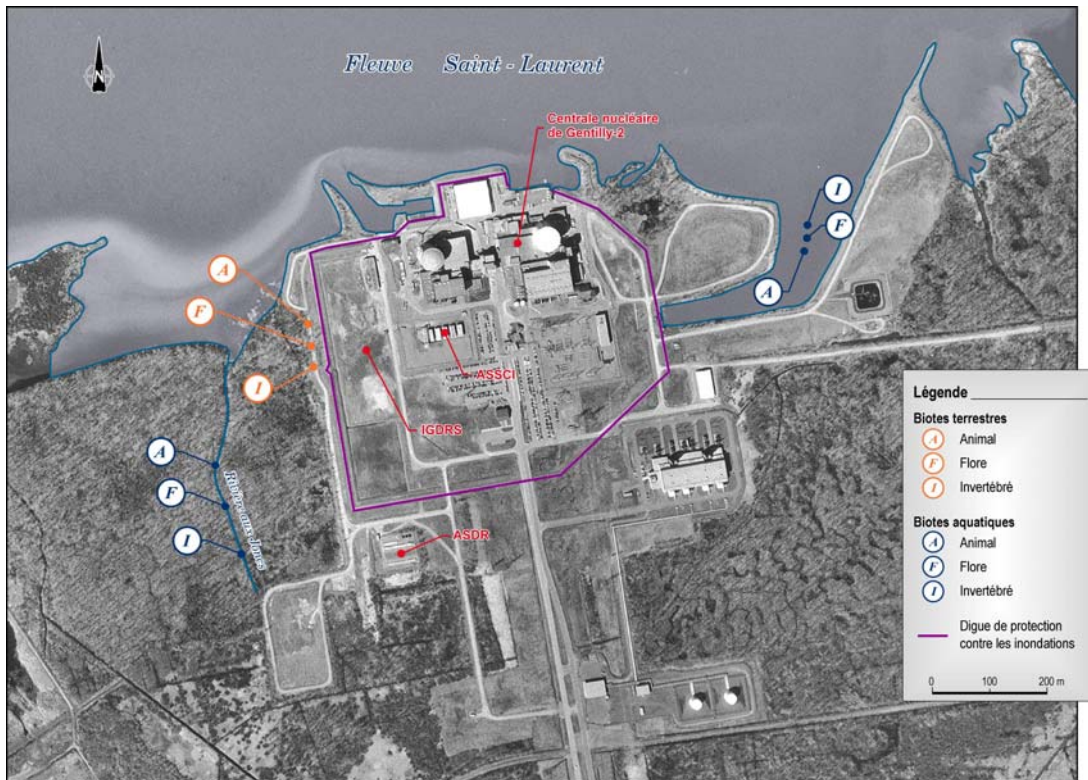 N
Fleuve Saint-Laurent
Centrale nucléaire
de Gentilly-2
I
F
A
A
F
I
ASSCI
IGDRS
A
F
I
Rivière aux Joncs
ASDR
Légende
Biotes terrestres
A Animal
F Flore
I Invertébré
Biotes aquatiques
A Animal
F Flore
I Invertébré
Digue de protection
contre les inondations
0 100 200 m